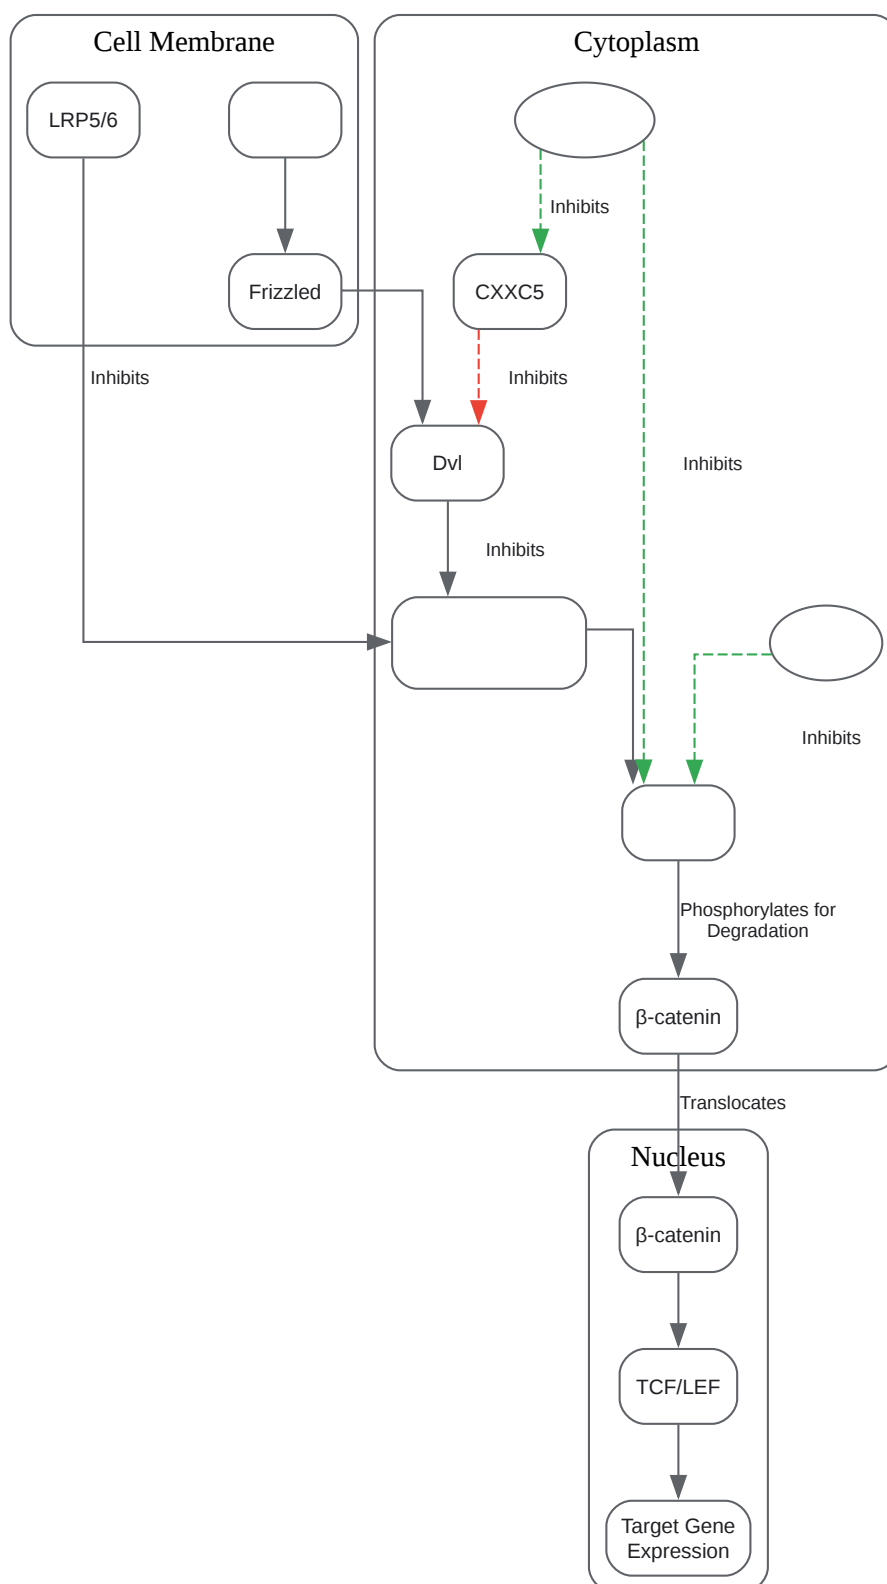 Cell Membrane
Cytoplasm
LRP5/6
Inhibits
Frizzled
CXXC5
Inhibits
Inhibits
Dvl
Inhibits
Inhibits
Inhibits
Phosphorylates for
Degradation
β-catenin
Translocates
Nucleus
β-catenin
TCF/LEF
Target Gene
Expression